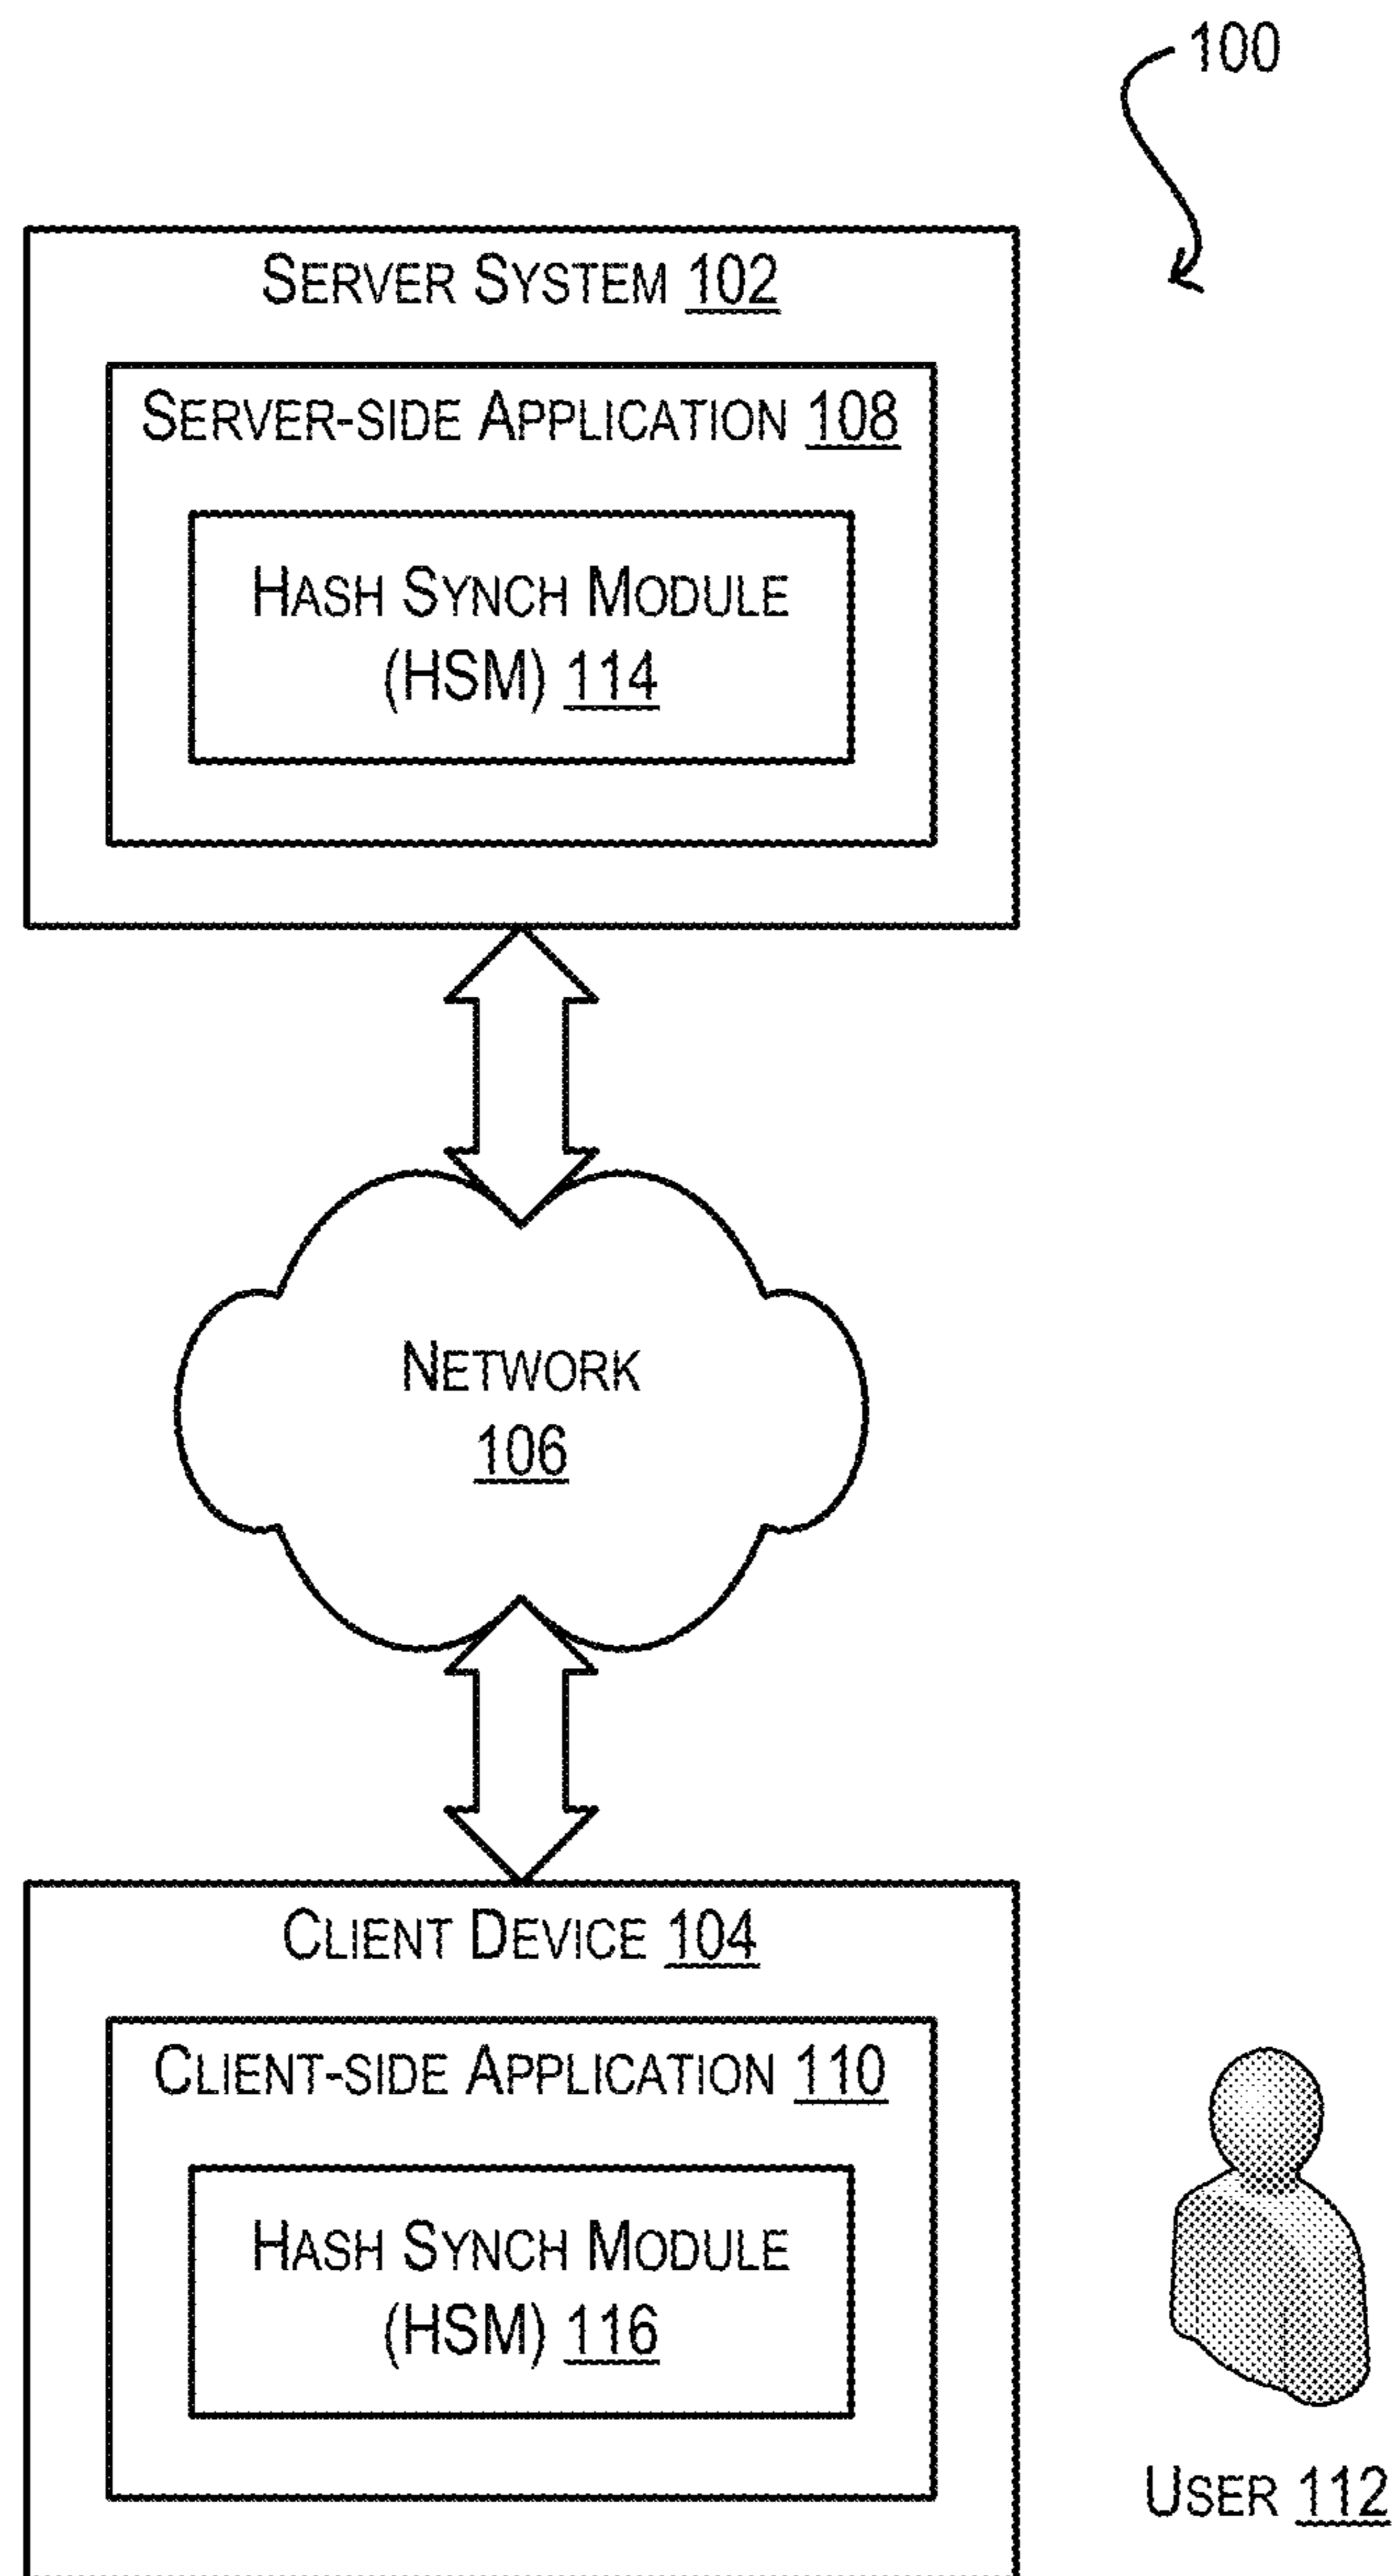 100
SERVER SYSTEM 102
SERVER-SIDE APPLICATION 108
HASH SYNCH MODULE
(HSM) 114
NETWORK
106
CLIENT DEVICE 104
CLIENT-SIDE APPLICATION 110
HASH SYNCH MODULE
(HSM) 116
USER 112